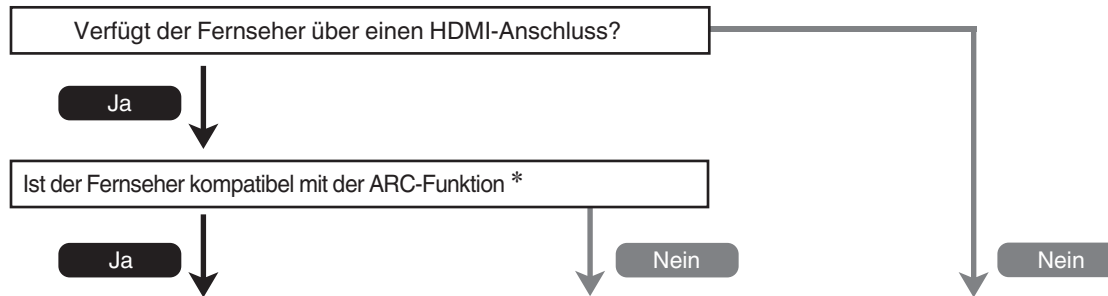 Verfügt der Fernseher über einen HDMI-Anschluss?
Ja
Ist der Fernseher kompatibel mit der ARC-Funktion *
Ja
Nein
Nein